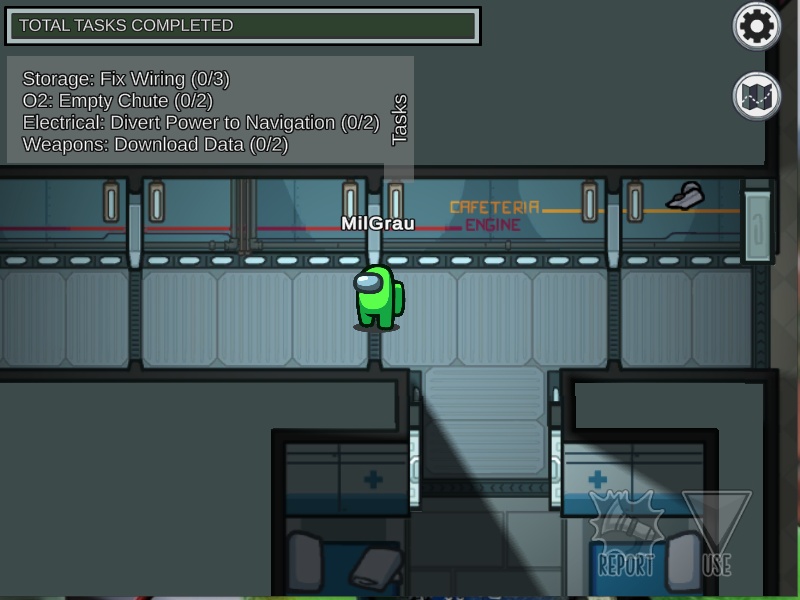 TOTAL TASKS COMPLETED
Storage: Fix Wiring (0/3)
O2: Empty Chute (0/2)
Electrical: Divert Power to Navigation (0/2)
Weapons: Download Data (0/2)
Tasks
CAFETERIA
ENGINE
MilGrau
REPORT
USE